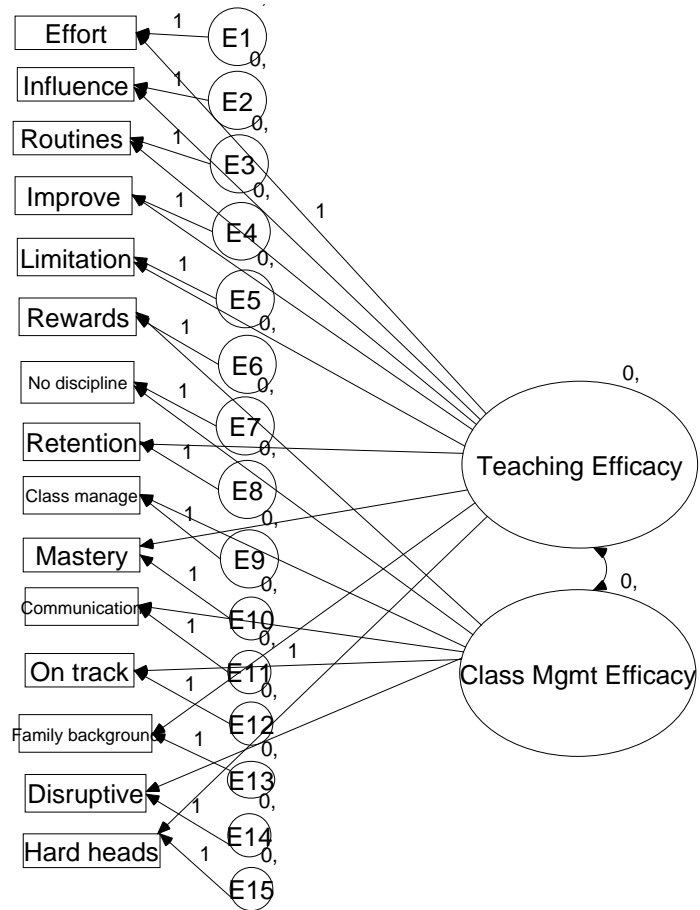 Effort
1
E1
0,
Influence
1
E2
0,
Routines
1
E3
0,
Improve
1
E4
0,
Limitation
1
E5
0,
Rewards
1
E6
0,
No discipline
1
E7
0,
Retention
1
E8
0,
Class manage
1
E9
0,
Mastery
1
E10
0,
Communication
1
E11
0,
On track
1
E12
0,
Family background
1
E13
0,
Disruptive
1
E14
0,
Hard heads
1
E15
1
0,
Teaching Efficacy
0,
Class Mgmt Efficacy